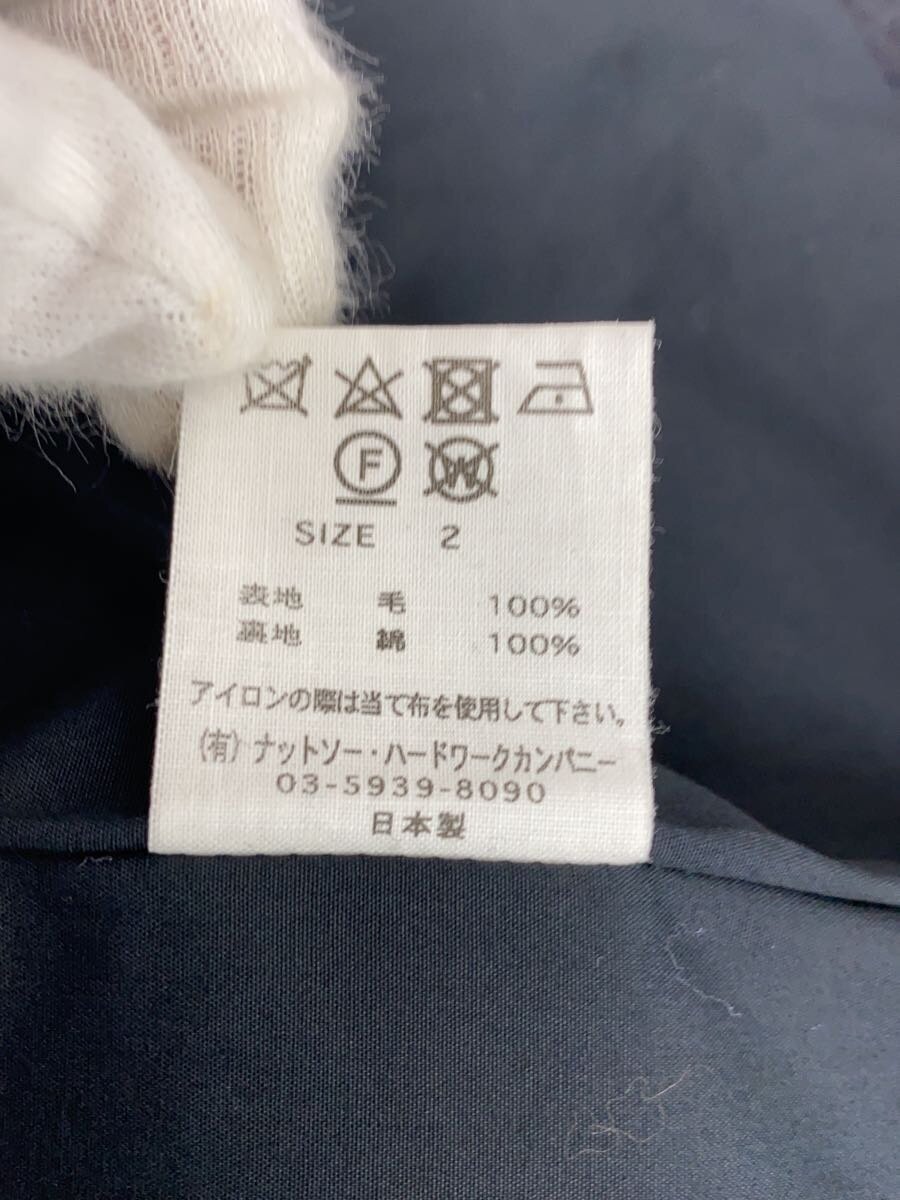 F W
SIZE 2
表地 毛 100%
裏地 綿 100%
アイロンの際は当て布を使用して下さい。
(有)ナットソー・ハードワークカンパニー
03-5939-8090
日本製